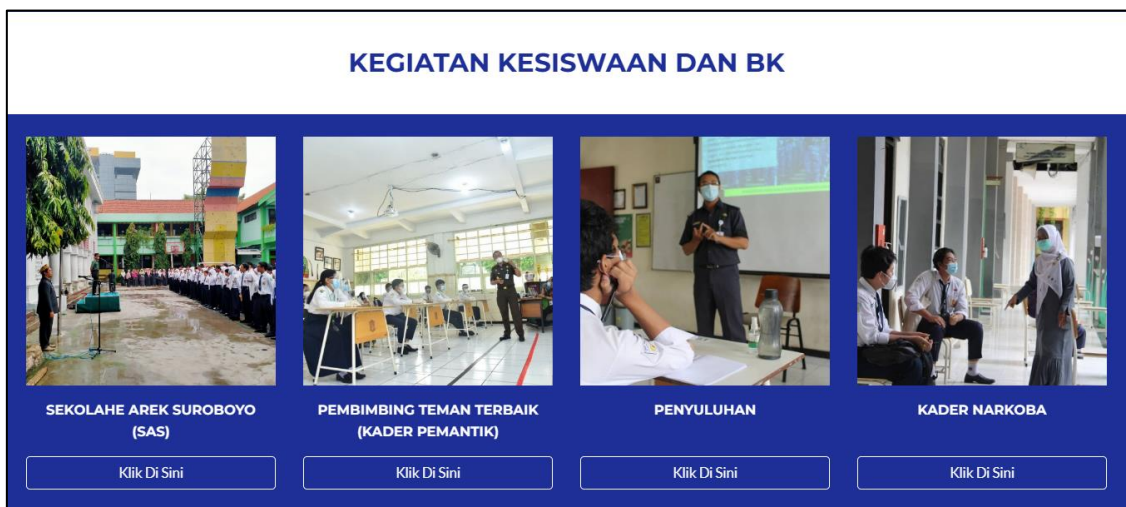 KEGIATAN KESISWAAN DAN BK
SEKOLAHE AREK SUROBOYO
(SAS)
Klik Di Sini
PEMBIMBING TEMAN TERBAIK
(KADER PEMANTIK)
Klik Di Sini
PENYULUHAN
Klik Di Sini
KADER NARKOBA
Klik Di Sini